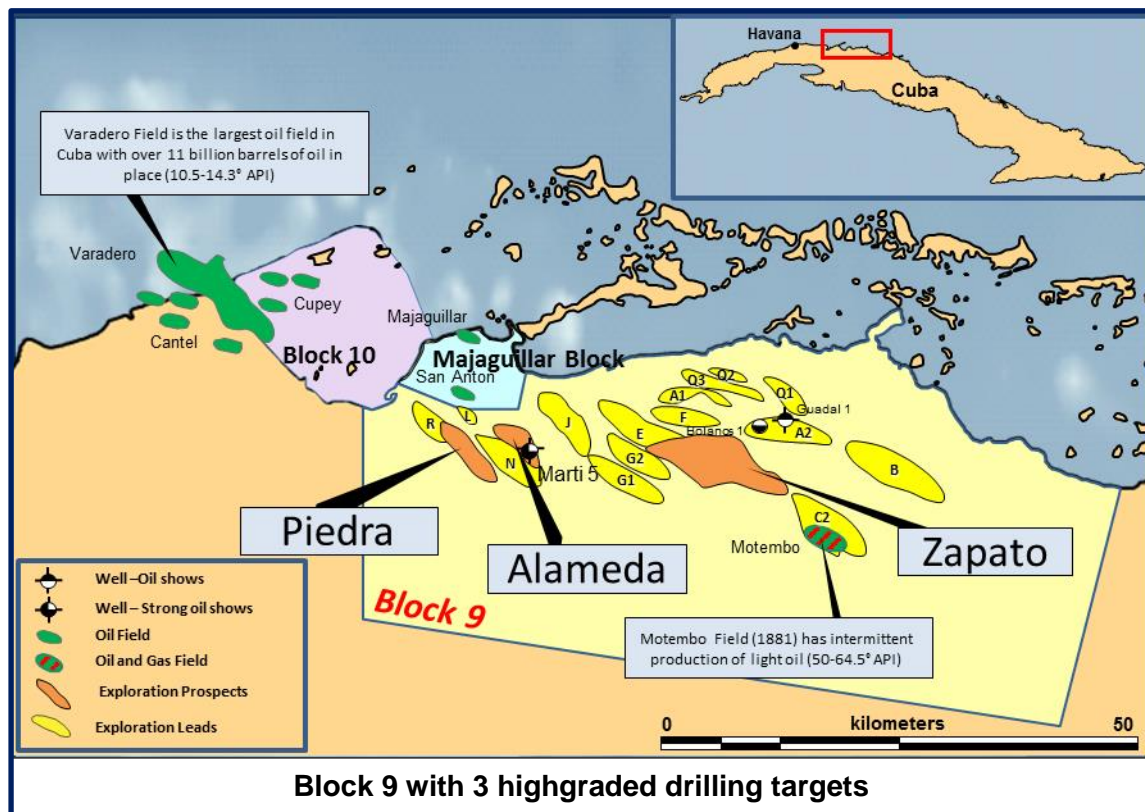 Havana
Cuba
Varadero Field is the largest oil field in
Cuba with over 11 billion barrels of oil in
place (10.5-14.3° API)
Varadero
Cupey
Cantel
Block 10
Majaguillar
Majaguillar Block
San Anton
Q3
Q2
Q1
A1
Guadal 1
F
Bolanos 1
A2
R
L
J
E
B
N
Marti 5
G2
G1
C2
Piedra
Alameda
Motembo
Zapato
Block 9
Motembo Field (1881) has intermittent
production of light oil (50-64.5° API)
Well –Oil shows
Well – Strong oil shows
Oil Field
Oil and Gas Field
Exploration Prospects
Exploration Leads
0 kilometers 50
Block 9 with 3 highgraded drilling targets